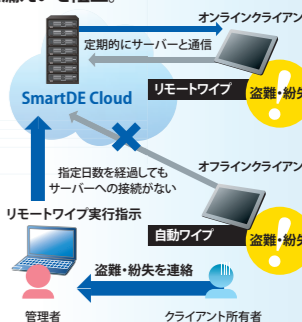 オンラインクライアン
定期的にサーバーと通信
SmartDE Cloud
リモートワイプ
盗難・紛失
オフラインクライアン
指定日数を経過しても
サーバーへの接続がない
リモートワイプ実行指示
自動ワイプ
盗難・紛失
盗難・紛失を連絡
管理者
クライアント所有者